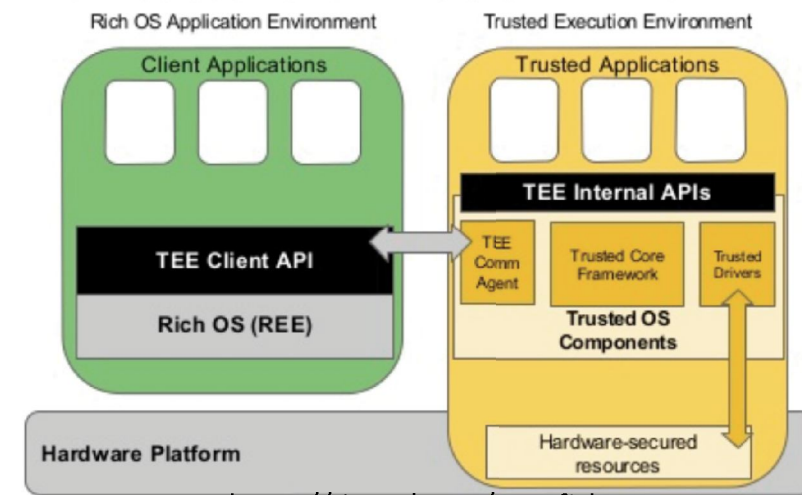 Rich OS Application Environment
Trusted Execution Environment
Client Applications
Trusted Applications
TEE Internal APIs
TEE Client API
TEE
Comm
Agent
Trusted Core
Framework
Trusted
Drivers
Rich OS (REE)
Trusted OS
Components
Hardware Platform
Hardware-secured
resources